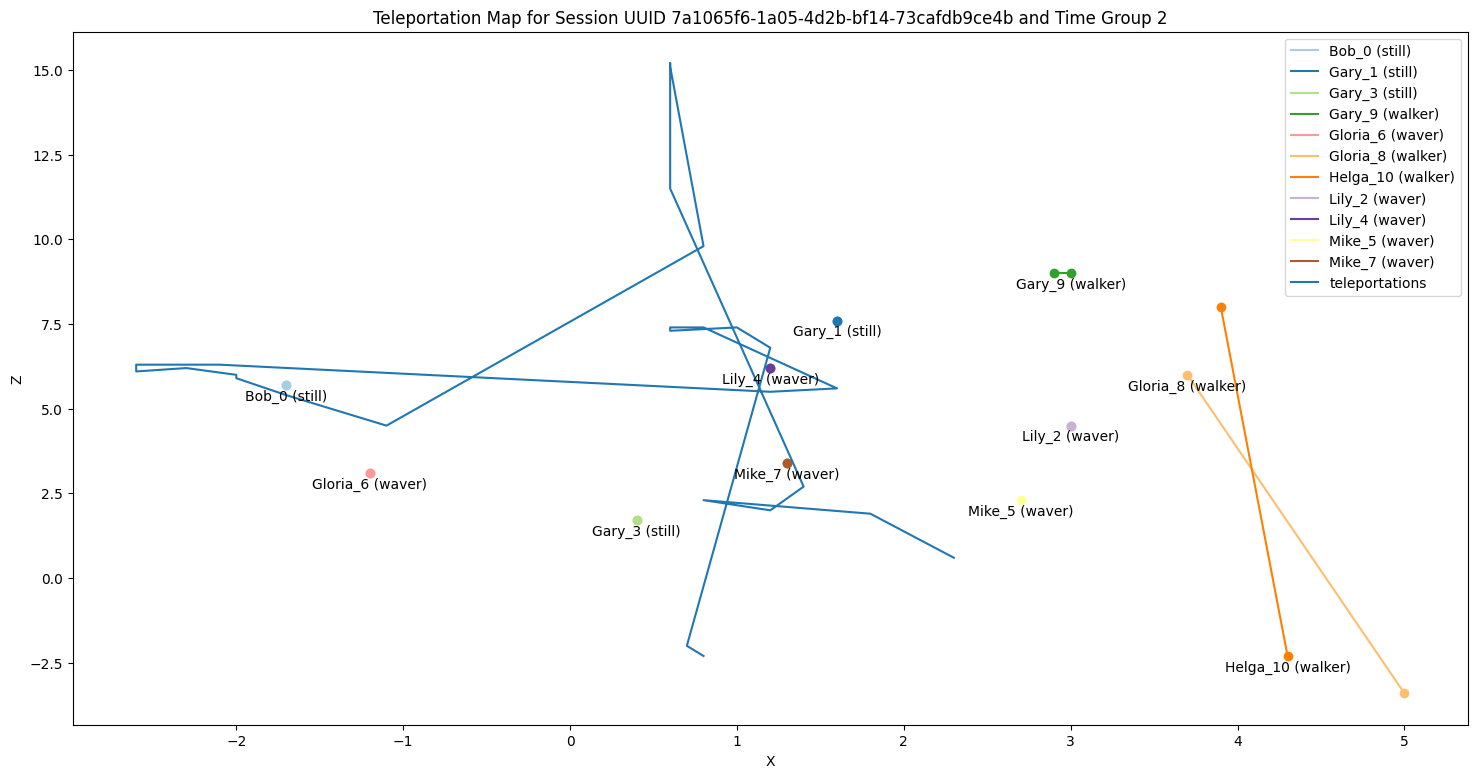 Teleportation Map for Session UUID 7a1065f6-1a05-4d2b-bf14-73cafdb9ce4b and Time Group 2
Bob_0 (still)
Gary_1 (still)
Gary_3 (still)
Gary_9 (walker)
Gloria_6 (waver)
Gloria_8 (walker)
Helga_10 (walker)
Lily_2 (waver)
Lily_4 (waver)
Mike_5 (waver)
Mike_7 (waver)
teleportations
15.0
12.5
10.0
7.5
5.0
2.5
0.0
−2.5
Z
Gary_9 (walker)
Gary_1 (still)
Lily_4 (waver)
Gloria_8 (walker)
Bob_0 (still)
Lily_2 (waver)
Mike_7 (waver)
Gloria_6 (waver)
Mike_5 (waver)
Gary_3 (still)
Helga_10 (walker)
−2
−1
0
1
2
3
4
5
X